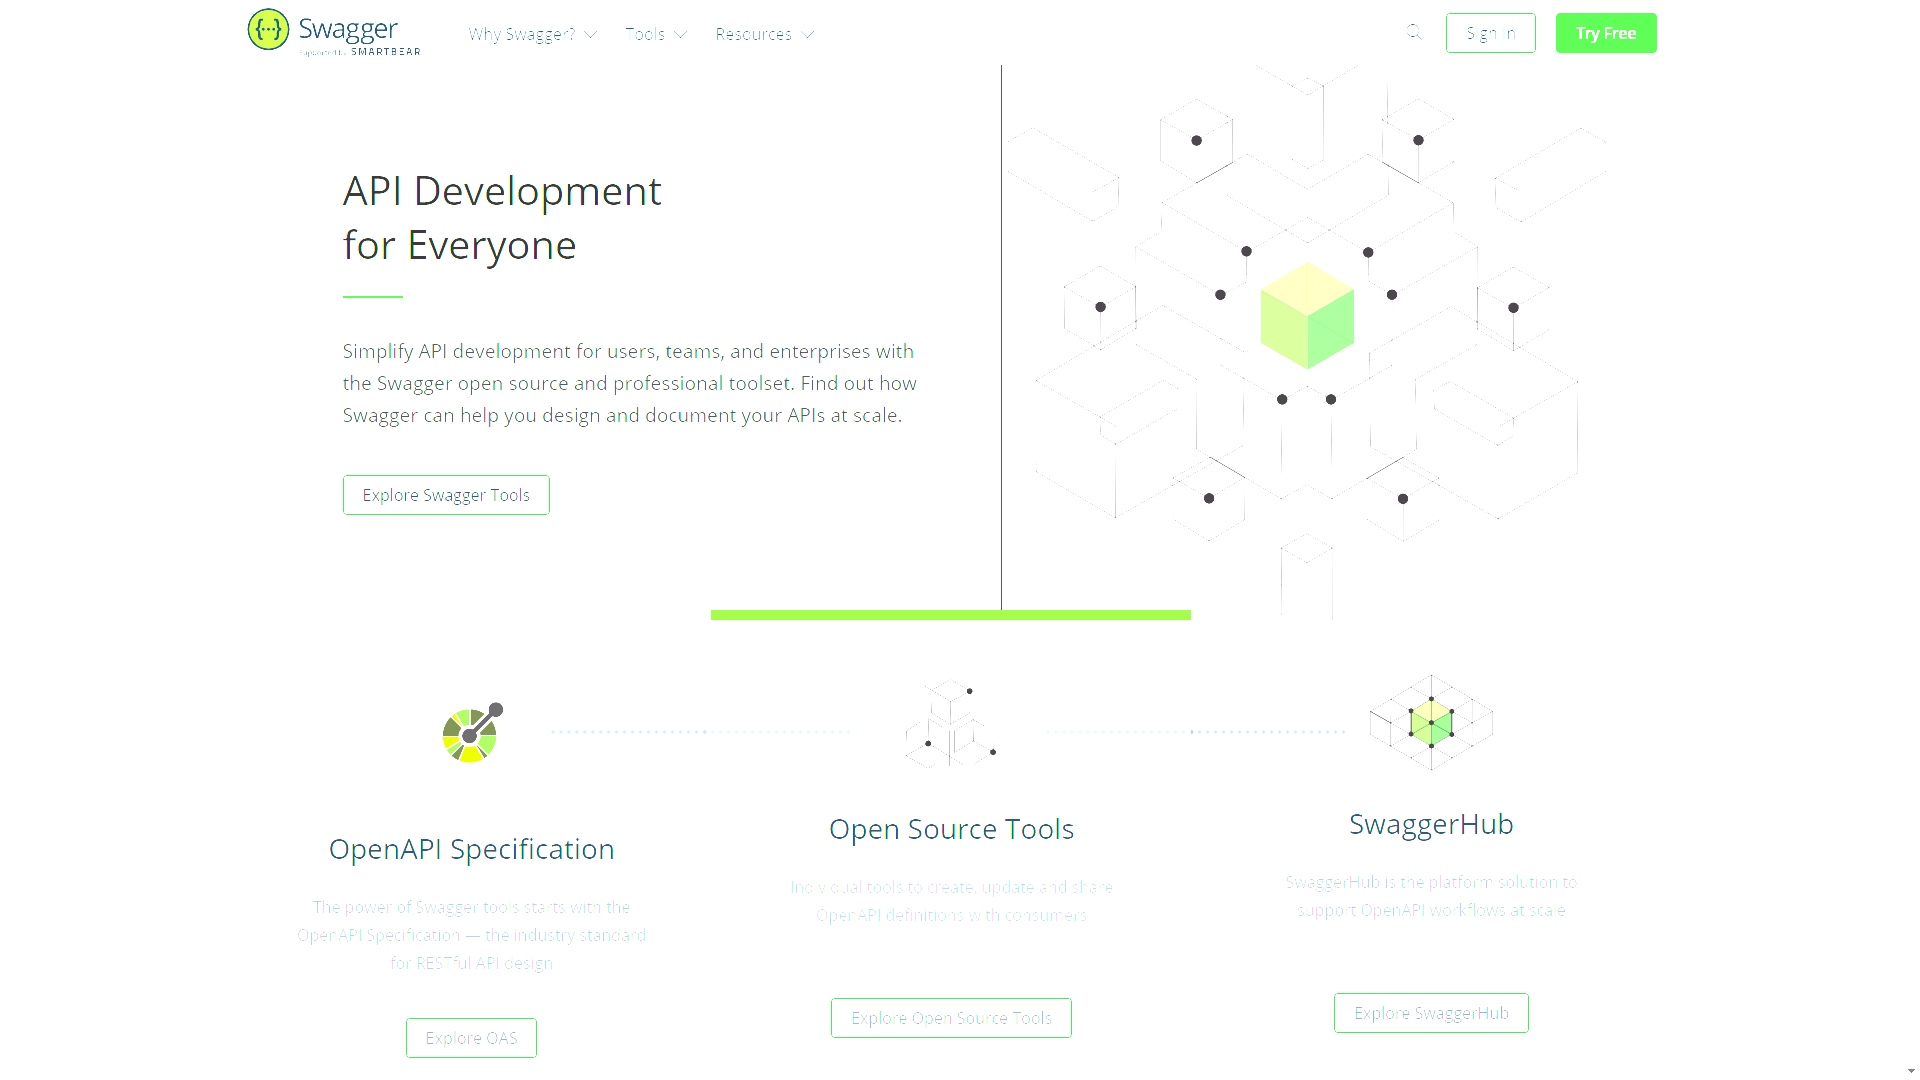 Swagger
Supported by SMARTBEAR
Why Swagger?
Tools
Resources
Sign In
Try Free
API Development
for Everyone
Simplify API development for users, teams, and enterprises with
the Swagger open source and professional toolset. Find out how
Swagger can help you design and document your APIs at scale.
Explore Swagger Tools
OpenAPI Specification
The power of Swagger tools starts with the
OpenAPI Specification — the industry standard
for RESTful API design
Explore OAS
Open Source Tools
Individual tools to create, update and share
OpenAPI definitions with consumers
Explore Open Source Tools
SwaggerHub
SwaggerHub is the platform solution to
support OpenAPI workflows at scale
Explore SwaggerHub